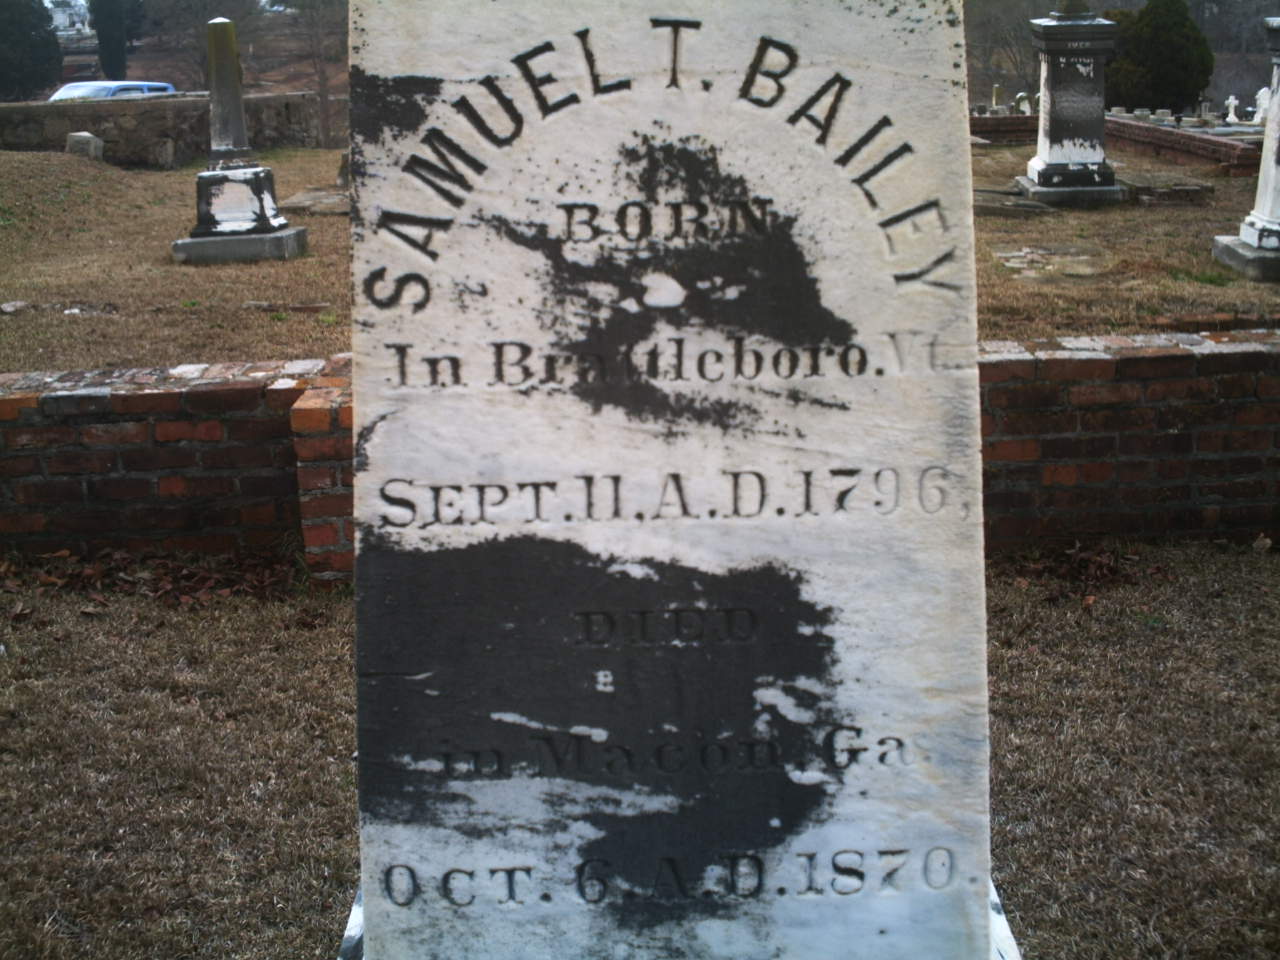 SAMUEL T. BAILEY
BORN
In Brattleboro. Vt.
SEPT. 11. A.D. 1796,
DIED
in Macon, Ga.
OCT. 6 A.D. 1870.